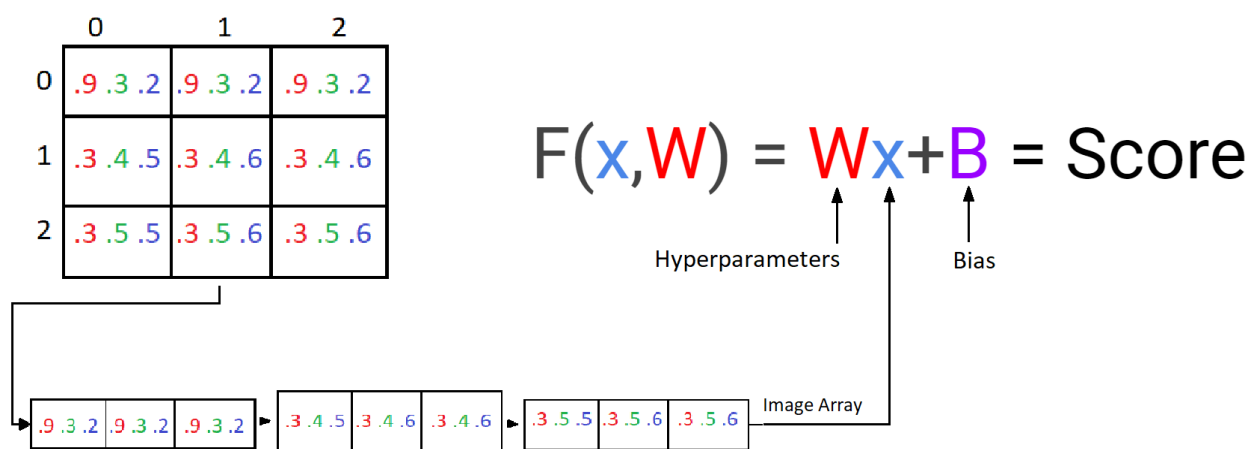 0 1 2
0 .9 .3 .2 .9 .3 .2 .9 .3 .2
1 .3 .4 .5 .3 .4 .6 .3 .4 .6
2 .3 .5 .5 .3 .5 .6 .3 .5 .6
F(x,W) = Wx+B = Score
Hyperparameters Bias
.9 .3 .2 .9 .3 .2 .9 .3 .2 .3 .4 .5 .3 .4 .6 .3 .4 .6 .3 .5 .5 .3 .5 .6 .3 .5 .6 Image Array